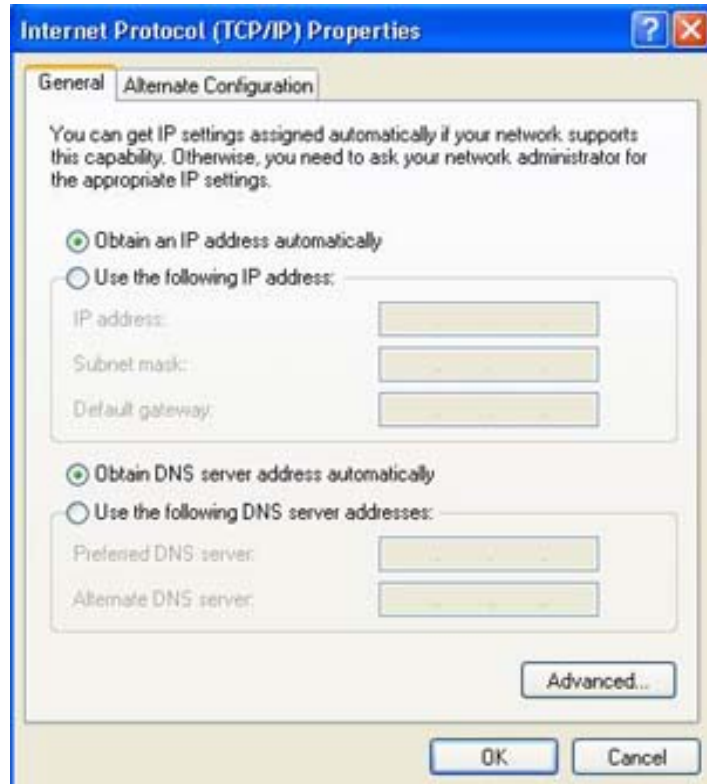 Internet Protocol (TCP/IP) Properties
?
General
Alternate Configuration
You can get IP settings assigned automatically if your network supports
this capability. Otherwise, you need to ask your network administrator for
the appropriate IP settings.
Obtain an IP address automatically
Use the following IP address:
IP address:
Subnet mask:
Default gateway:
Obtain DNS server address automatically
Use the following DNS server addresses:
Preferred DNS server:
Alternate DNS server:
Advanced...
OK
Cancel